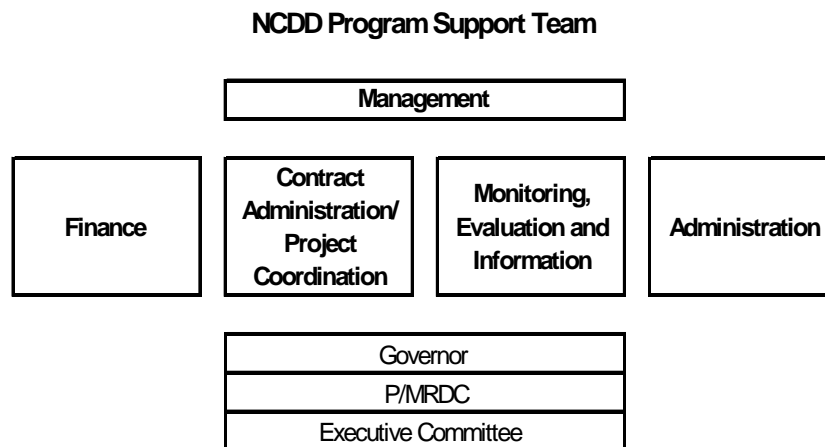 NCDD Program Support Team
Management
Finance
Contract
Administration/
Project
Coordination
Monitoring,
Evaluation and
Information
Administration
Governor
P/MRDC
Executive Committee